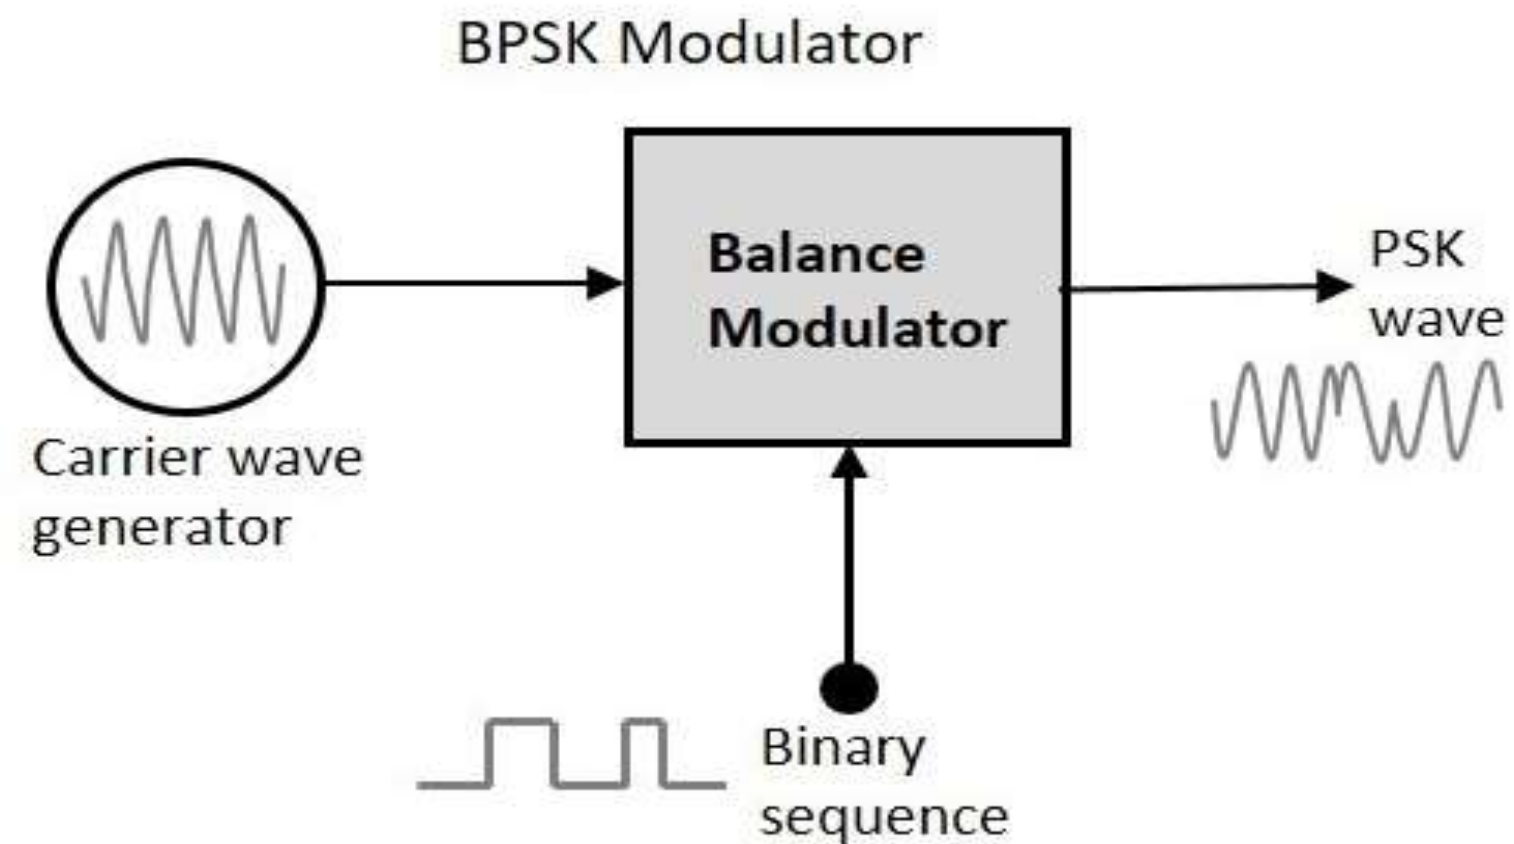 BPSK Modulator
Balance
Modulator
PSK
wave
Carrier wave
generator
Binary
sequence